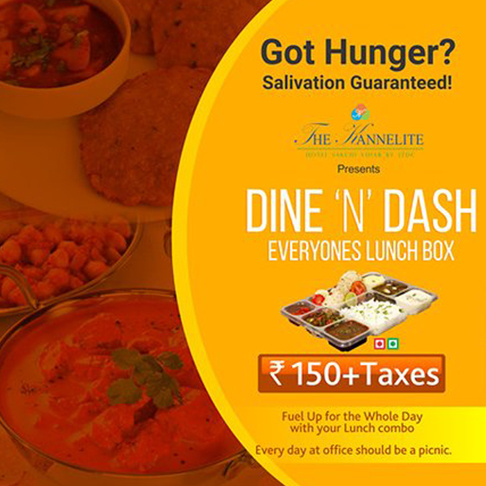 Got Hunger?
Salivation Guaranteed!
THE KANNELITE
Presents
DINE 'N' DASH
EVERYONES LUNCH BOX
₹ 150+Taxes
Fuel Up for the Whole Day
with your Lunch combo
Every day at office should be a picnic.